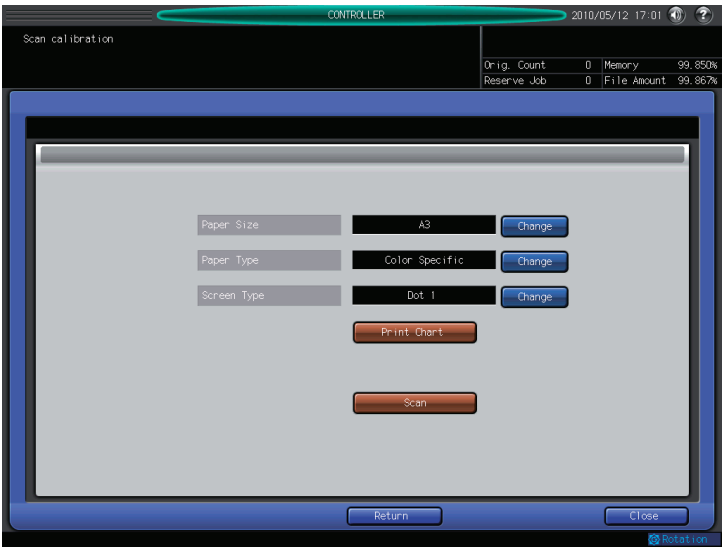 CONTROLLER
2010/05/12 17:01
?
Scan calibration
Orig. Count 0 Memory 99.850%
Reserve Job 0 File Amount 99.867%
Paper Size A3 Change
Paper Type Color Specific Change
Screen Type Dot 1 Change
Print Chart
Scan
Return Close
Rotation